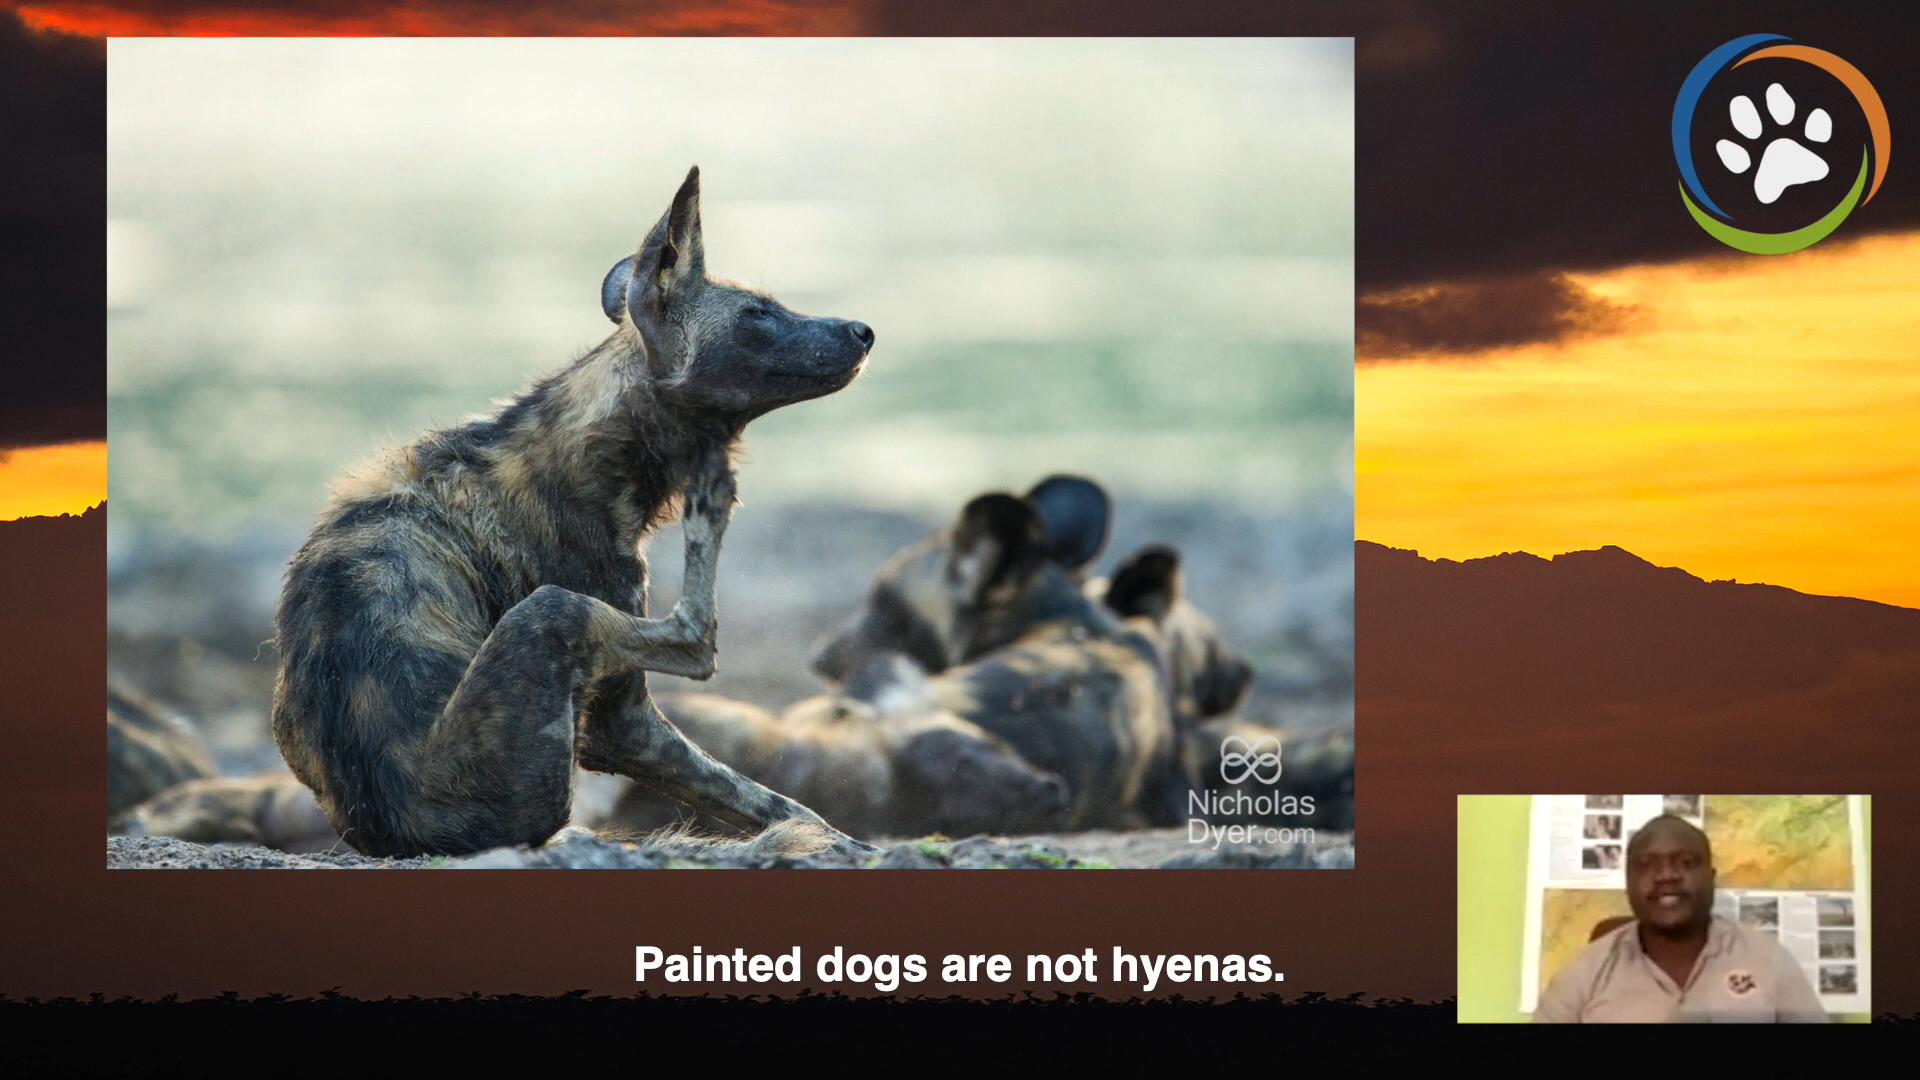 Nicholas
Dyer.com
Painted dogs are not hyenas.